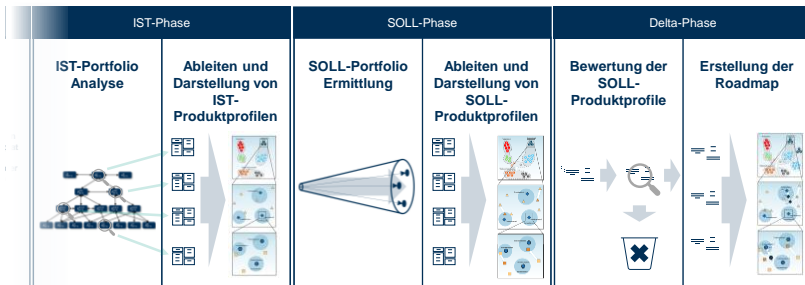 IST-Phase
SOLL-Phase
Delta-Phase
IST-Portfolio
Analyse
Ableiten und
Darstellung von
IST-
Produktprofilen
SOLL-Portfolio
Ermittlung
Ableiten und
Darstellung von
SOLL-
Produktprofilen
Bewertung der
SOLL-
Produktprofile
Erstellung der
Roadmap